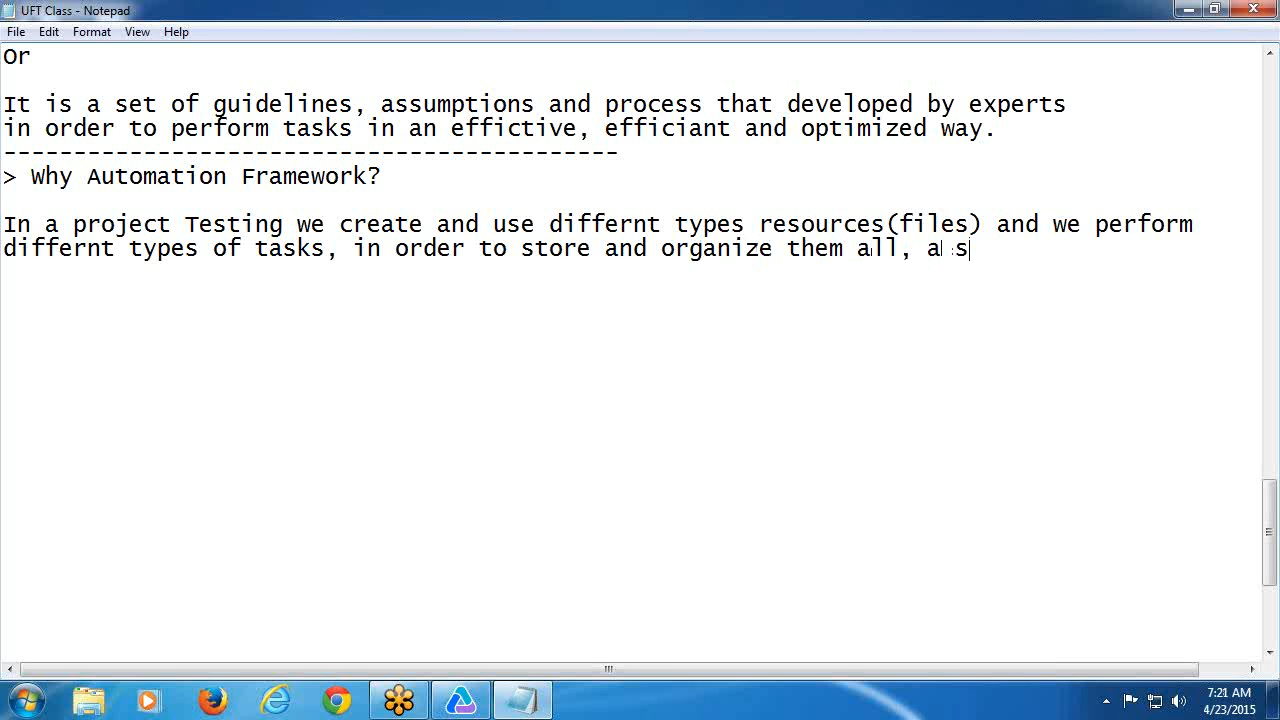 UFT Class - Notepad
File Edit Format View Help
Or
It is a set of guidelines, assumptions and process that developed by experts
in order to perform tasks in an effictive, efficiant and optimized way.
--------------------------------------------
> Why Automation Framework?
In a project Testing we create and use differnt types resources(files) and we perform
differnt types of tasks, in order to store and organize them all, a s
7:21 AM
4/23/2015